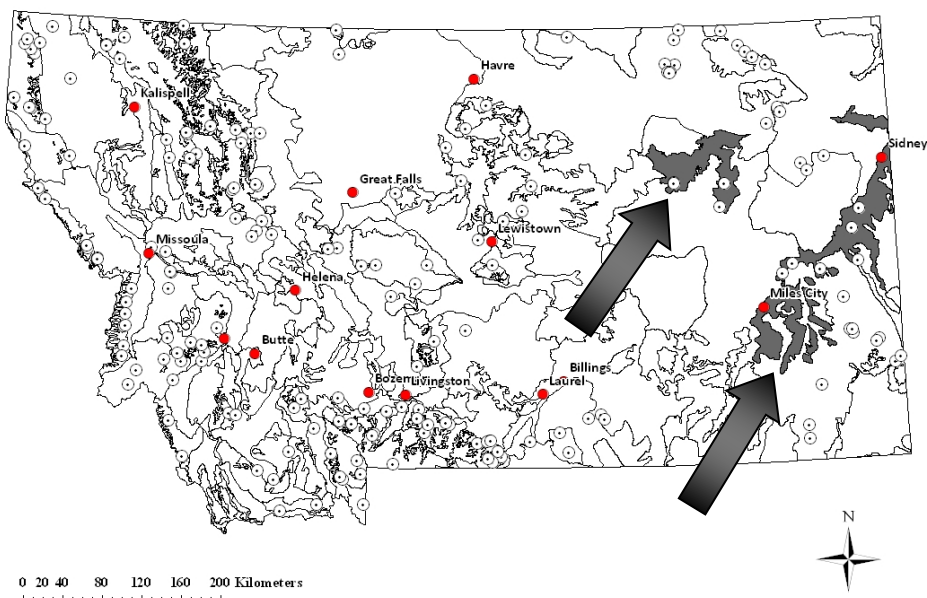 Havre
Kalispell
Sidney
Great Falls
Lewistown
Missoula
Helena
Miles City
Butte
Billings
Bozem
Livingston
Laurel
N
0 20 40 80 120 160 200 Kilometers